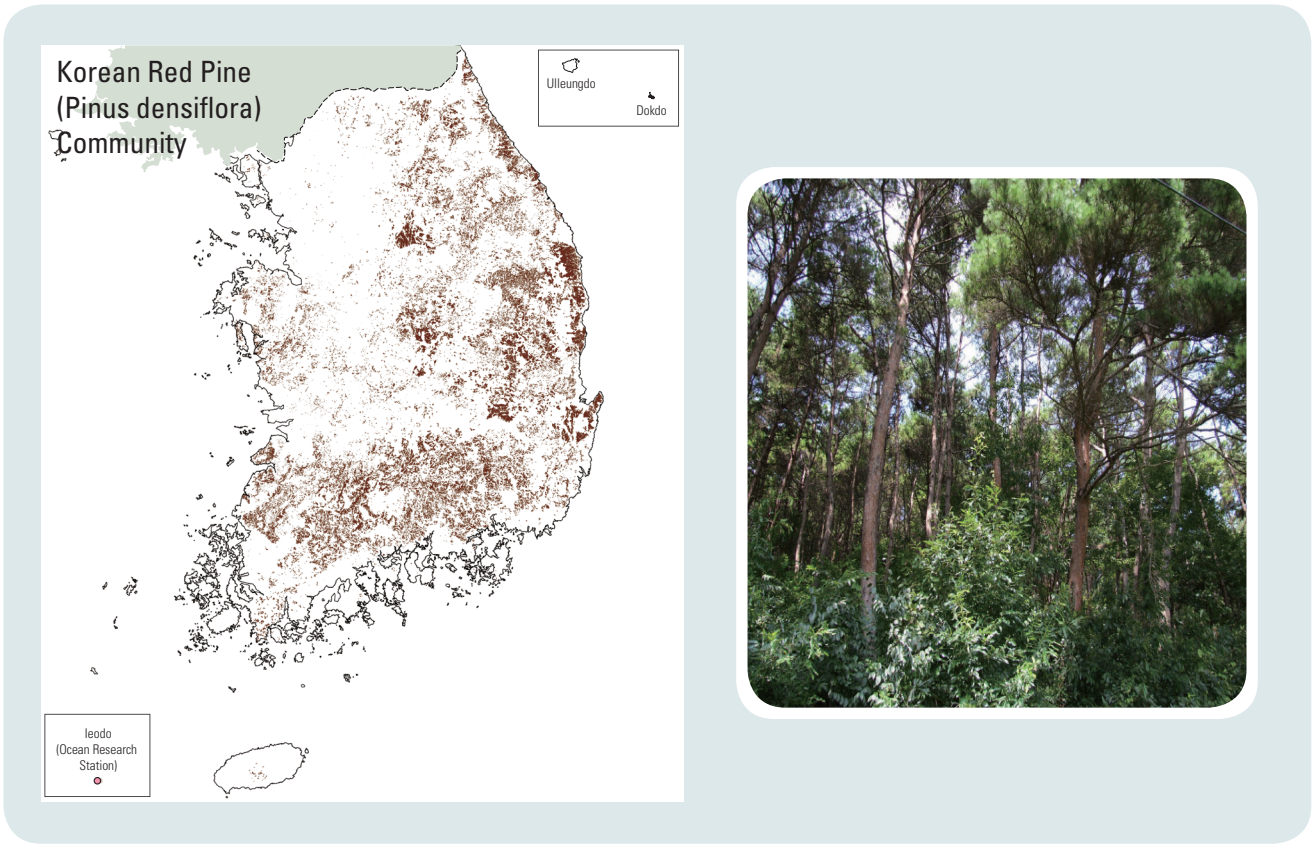 Korean Red Pine
(Pinus densiflora)
Community
Ulleungdo
Dokdo
Ieodo
(Ocean Research
Station)